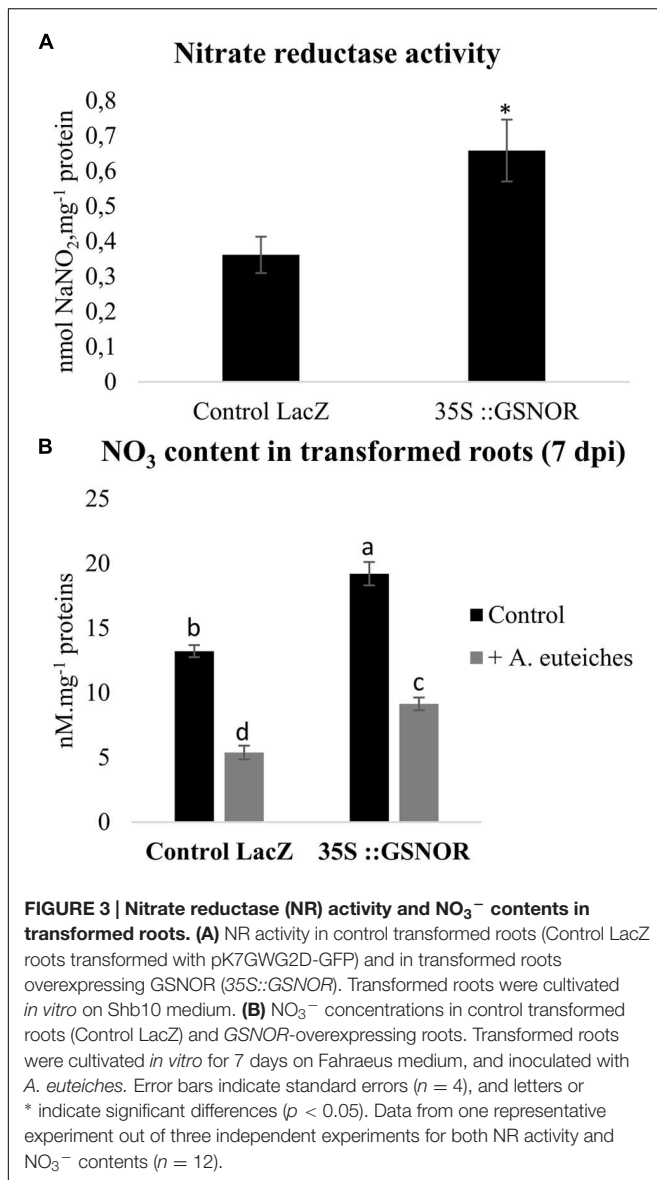 A
Nitrate reductase activity
nmol NaNO2,mg-1 protein
0,8
0,7
0,6
0,5
0,4
0,3
0,2
0,1
0
*
Control LacZ
35S ::GSNOR
B
NO3 content in transformed roots (7 dpi)
nM.mg-1 proteins
25
20
15
10
5
0
b
d
a
c
Control
+ A. euteiches
Control LacZ
35S ::GSNOR
FIGURE 3 | Nitrate reductase (NR) activity and NO3− contents in
transformed roots. (A) NR activity in control transformed roots (Control LacZ
roots transformed with pK7GWG2D-GFP) and in transformed roots
overexpressing GSNOR (35S::GSNOR). Transformed roots were cultivated
in vitro on Shb10 medium. (B) NO3− concentrations in control transformed
roots (Control LacZ) and GSNOR-overexpressing roots. Transformed roots
were cultivated in vitro for 7 days on Fahraeus medium, and inoculated with
A. euteiches. Error bars indicate standard errors (n = 4), and letters or
* indicate significant differences (p < 0.05). Data from one representative
experiment out of three independent experiments for both NR activity and
NO3− contents (n = 12).